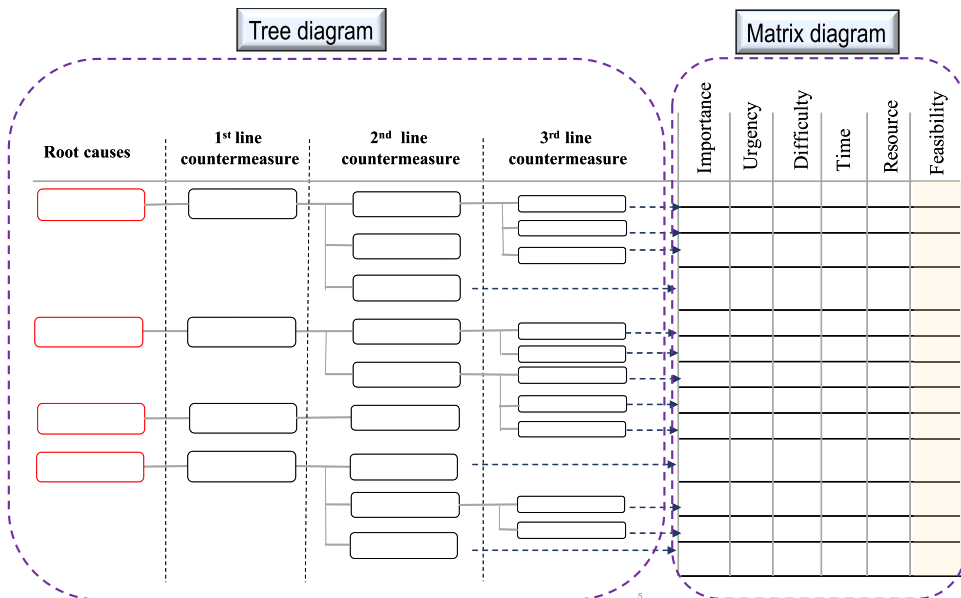 Tree diagram
Matrix diagram
Root causes
1st line
countermeasure
2nd line
countermeasure
3rd line
countermeasure
Importance
Urgency
Difficulty
Time
Resource
Feasibility
5